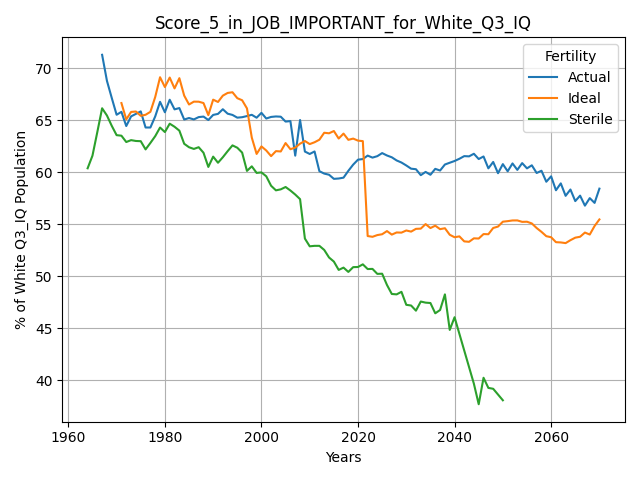 Score_5_in_JOB_IMPORTANT_for_White_Q3_IQ
% of White Q3_IQ Population
70
65
60
55
50
45
40
Fertility
Actual
Ideal
Sterile
1960
1980
2000
2020
2040
2060
Years